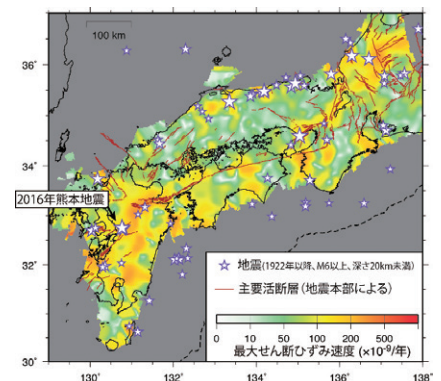 100 km
36°
34°
2016年熊本地震
32°
30°
地震(1922年以降、M6以上、深さ20km未満)
主要活断層(地震本部による)
0 10 50 100 500
最大せん断ひずみ速度 (×10⁻⁹/年)
130° 132° 134° 136° 138°